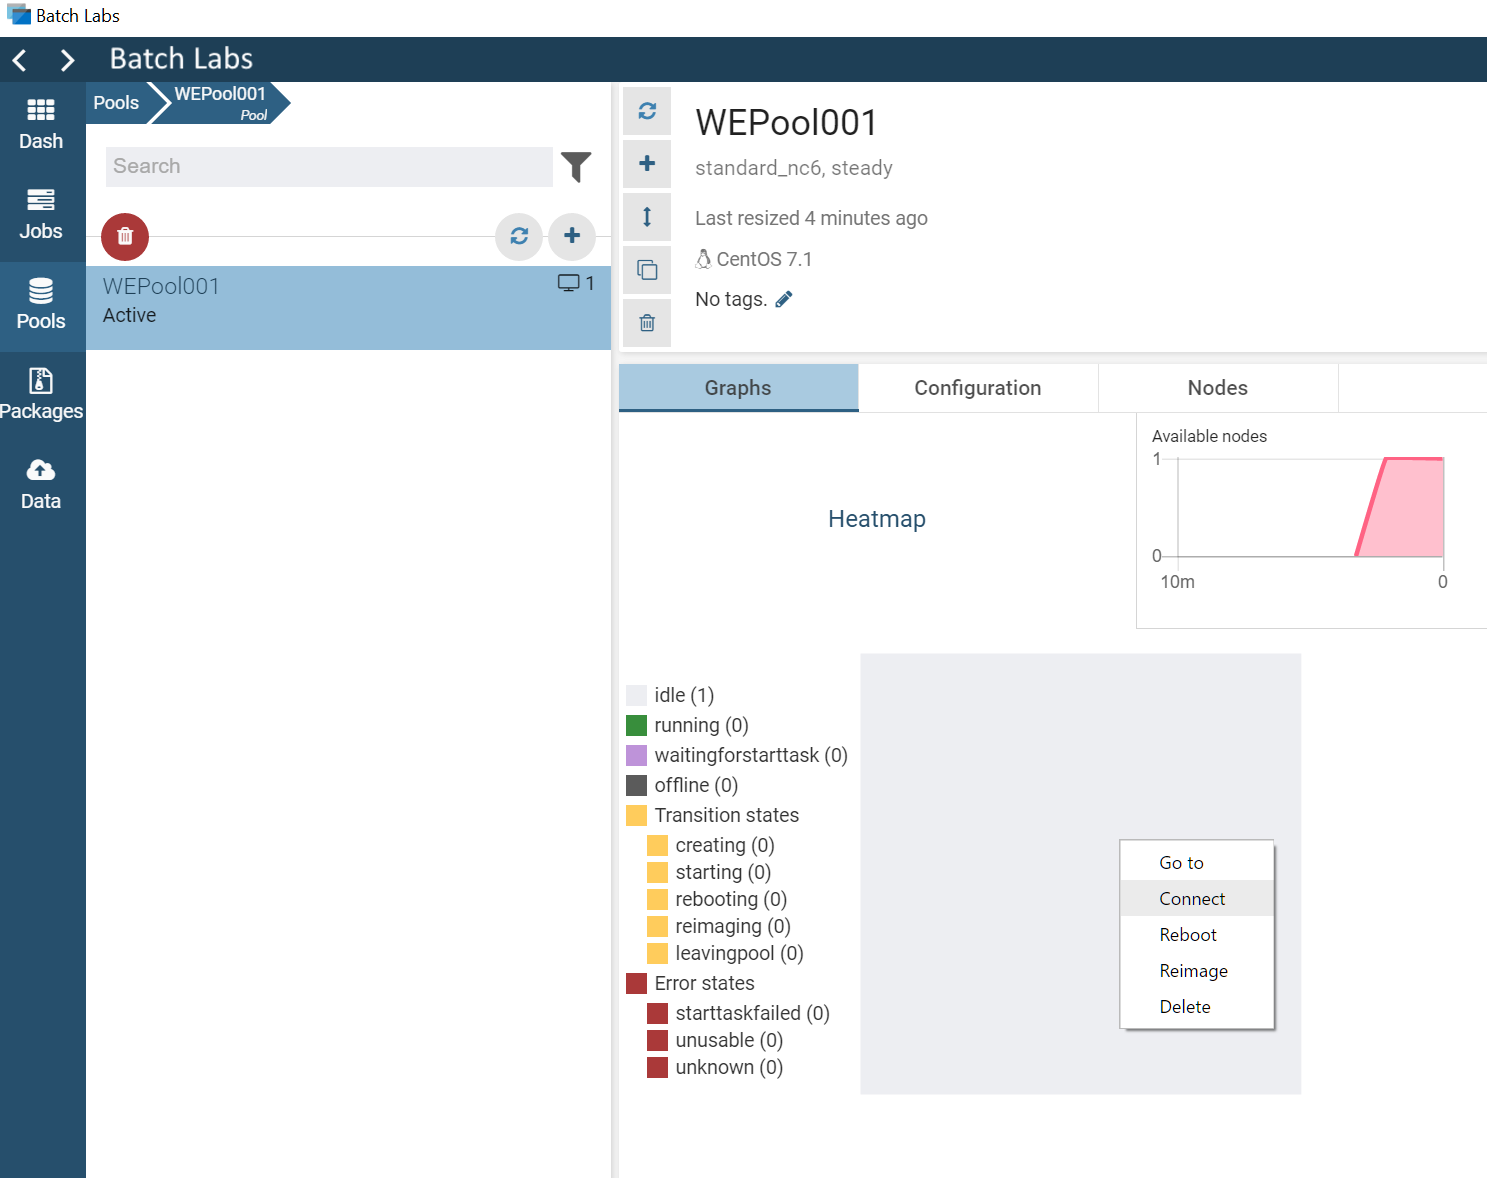 Batch Labs
Batch Labs
Dash
Jobs
Pools
Packages
Data
Pools
WEPool001
Pool
Search
WEPool001
1
Active
WEPool001
standard_nc6, steady
Last resized 4 minutes ago
CentOS 7.1
No tags.
Graphs
Configuration
Nodes
Heatmap
Available nodes
1
0
10m
0
idle (1)
running (0)
waitingforstarttask (0)
offline (0)
Transition states
creating (0)
starting (0)
rebooting (0)
reimaging (0)
leavingpool (0)
Error states
starttaskfailed (0)
unusable (0)
unknown (0)
Go to
Connect
Reboot
Reimage
Delete